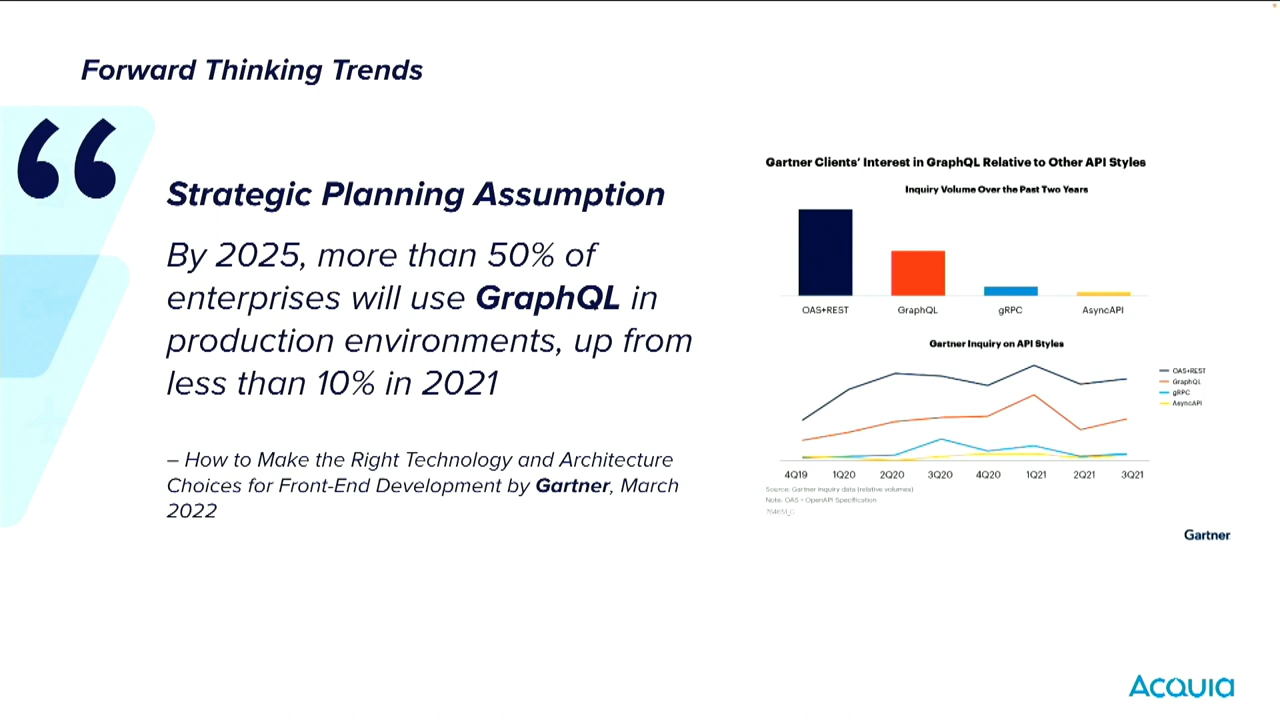 Forward Thinking Trends
“
Strategic Planning Assumption
By 2025, more than 50% of
enterprises will use GraphQL in
production environments, up from
less than 10% in 2021
– How to Make the Right Technology and Architecture
Choices for Front-End Development by Gartner, March
2022
Gartner Clients’ Interest in GraphQL Relative to Other API Styles
Inquiry Volume Over the Past Two Years
OAS+REST GraphQL gRPC AsyncAPI
Gartner Inquiry on API Styles
OAS+REST
GraphQL
gRPC
AsyncAPI
4Q19 1Q20 2Q20 3Q20 4Q20 1Q21 2Q21 3Q21
Source: Gartner inquiry data (relative volumes)
Note: OAS = OpenAPI Specification
Gartner
Acquia